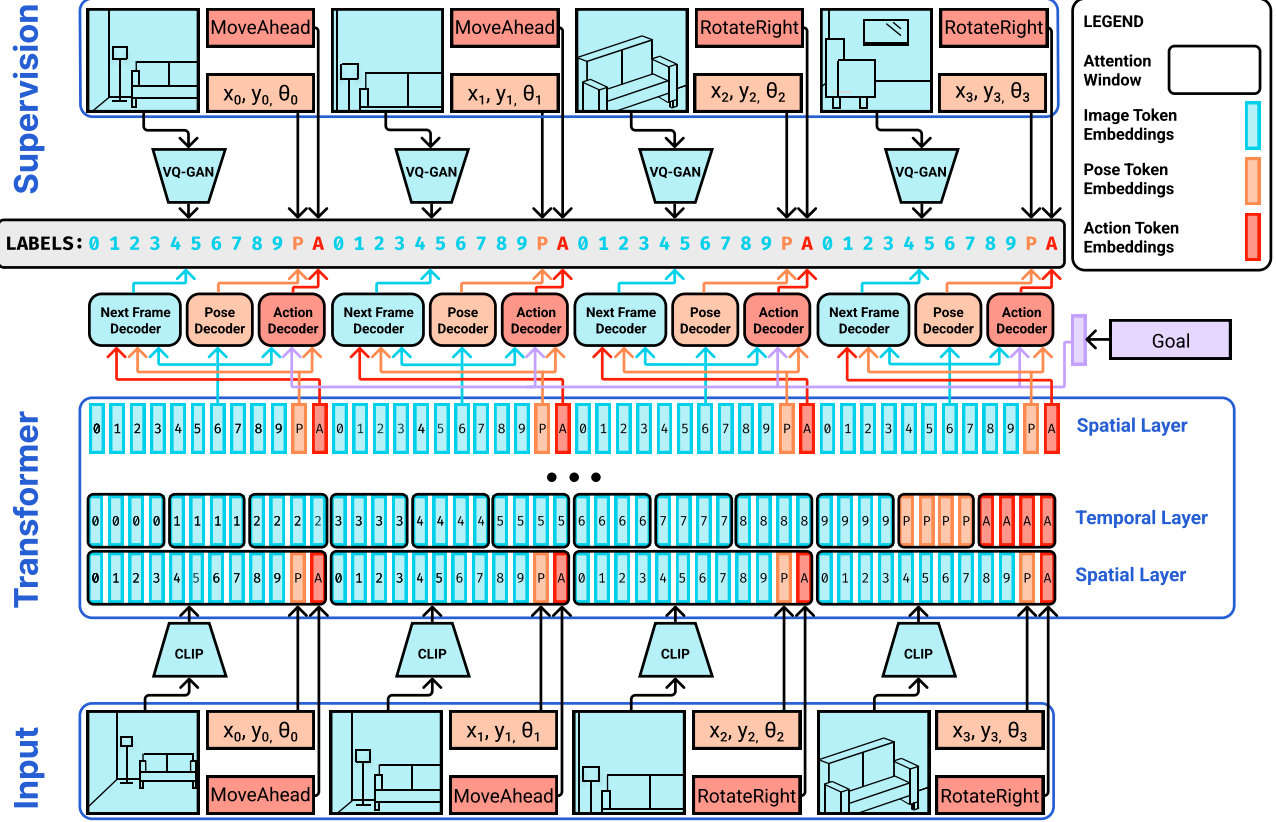 Supervision
MoveAhead
x0, y0, θ0
MoveAhead
x1, y1, θ1
RotateRight
x2, y2, θ2
RotateRight
x3, y3, θ3
LEGEND
Attention
Window
Image Token
Embeddings
Pose Token
Embeddings
Action Token
Embeddings
VQ-GAN
VQ-GAN
VQ-GAN
VQ-GAN
LABELS: 0 1 2 3 4 5 6 7 8 9 P A 0 1 2 3 4 5 6 7 8 9 P A 0 1 2 3 4 5 6 7 8 9 P A 0 1 2 3 4 5 6 7 8 9 P A
Next Frame
Decoder
Pose
Decoder
Action
Decoder
Next Frame
Decoder
Pose
Decoder
Action
Decoder
Next Frame
Decoder
Pose
Decoder
Action
Decoder
Next Frame
Decoder
Pose
Decoder
Action
Decoder
Goal
Transformer
0 1 2 3 4 5 6 7 8 9 P A 0 1 2 3 4 5 6 7 8 9 P A 0 1 2 3 4 5 6 7 8 9 P A 0 1 2 3 4 5 6 7 8 9 P A
Spatial Layer
0 0 0 0 1 1 1 1 2 2 2 2 3 3 3 3 4 4 4 4 5 5 5 5 6 6 6 6 7 7 7 7 8 8 8 8 9 9 9 9 P P P P A A A A
Temporal Layer
0 1 2 3 4 5 6 7 8 9 P A 0 1 2 3 4 5 6 7 8 9 P A 0 1 2 3 4 5 6 7 8 9 P A 0 1 2 3 4 5 6 7 8 9 P A
Spatial Layer
CLIP
CLIP
CLIP
CLIP
Input
x0, y0, θ0
MoveAhead
x1, y1, θ1
MoveAhead
x2, y2, θ2
RotateRight
x3, y3, θ3
RotateRight